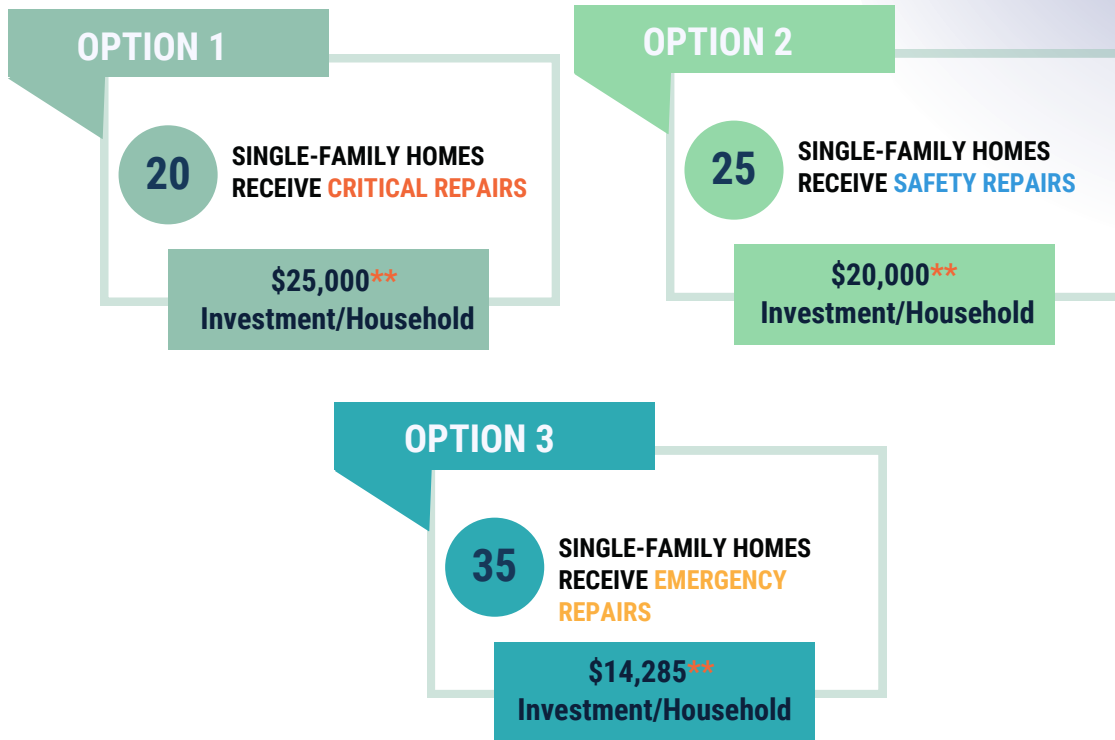 OPTION 1
20
SINGLE-FAMILY HOMES
RECEIVE CRITICAL REPAIRS
$25,000**
Investment/Household
OPTION 2
25
SINGLE-FAMILY HOMES
RECEIVE SAFETY REPAIRS
$20,000**
Investment/Household
OPTION 3
35
SINGLE-FAMILY HOMES
RECEIVE EMERGENCY
REPAIRS
$14,285**
Investment/Household